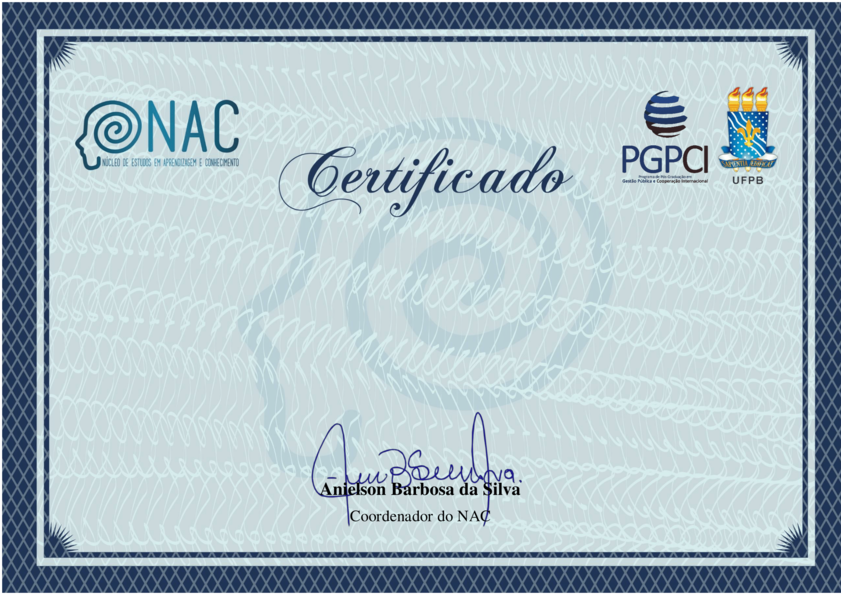 NAC
NÚCLEO DE ESTUDOS EM APRENDIZAGEM E CONHECIMENTO
PGPCI
Programa de Pós-Graduação em
Gestão Pública e Cooperação Internacional
UFPB
Certificado
Anielson Barbosa da Silva
Coordenador do NAC